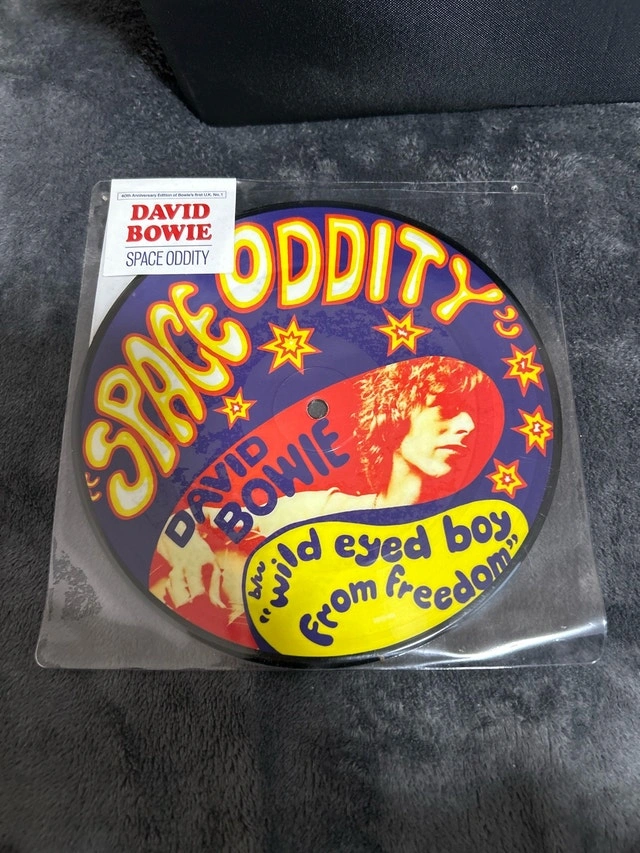 40th Anniversary Edition of Bowie's first U.K. No.1
DAVID
BOWIE
SPACE ODDITY
"SPACE ODDITY"
DAVID
BOWIE
b/w
"wild eyed boy
from freedom"